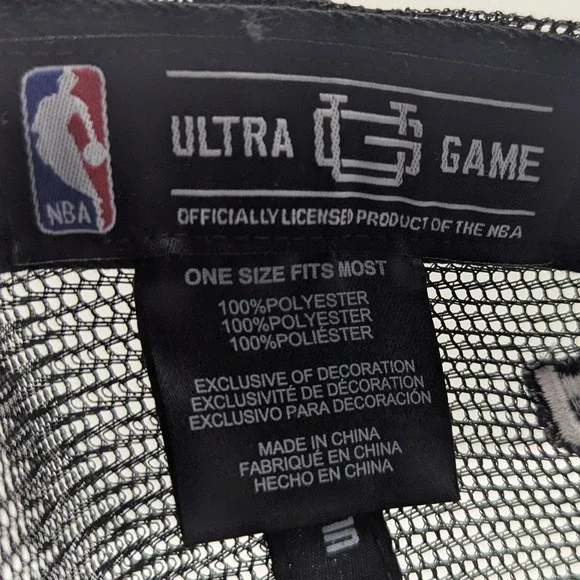 NBA
ULTRA UG GAME
OFFICIALLY LICENSED PRODUCT OF THE NBA
ONE SIZE FITS MOST
100%POLYESTER
100%POLYESTER
100%POLIÉSTER
EXCLUSIVE OF DECORATION
EXCLUSIVITÉ DE DÉCORATION
EXCLUSIVO PARA DECORACIÓN
MADE IN CHINA
FABRIQUÉ EN CHINA
HECHO EN CHINA